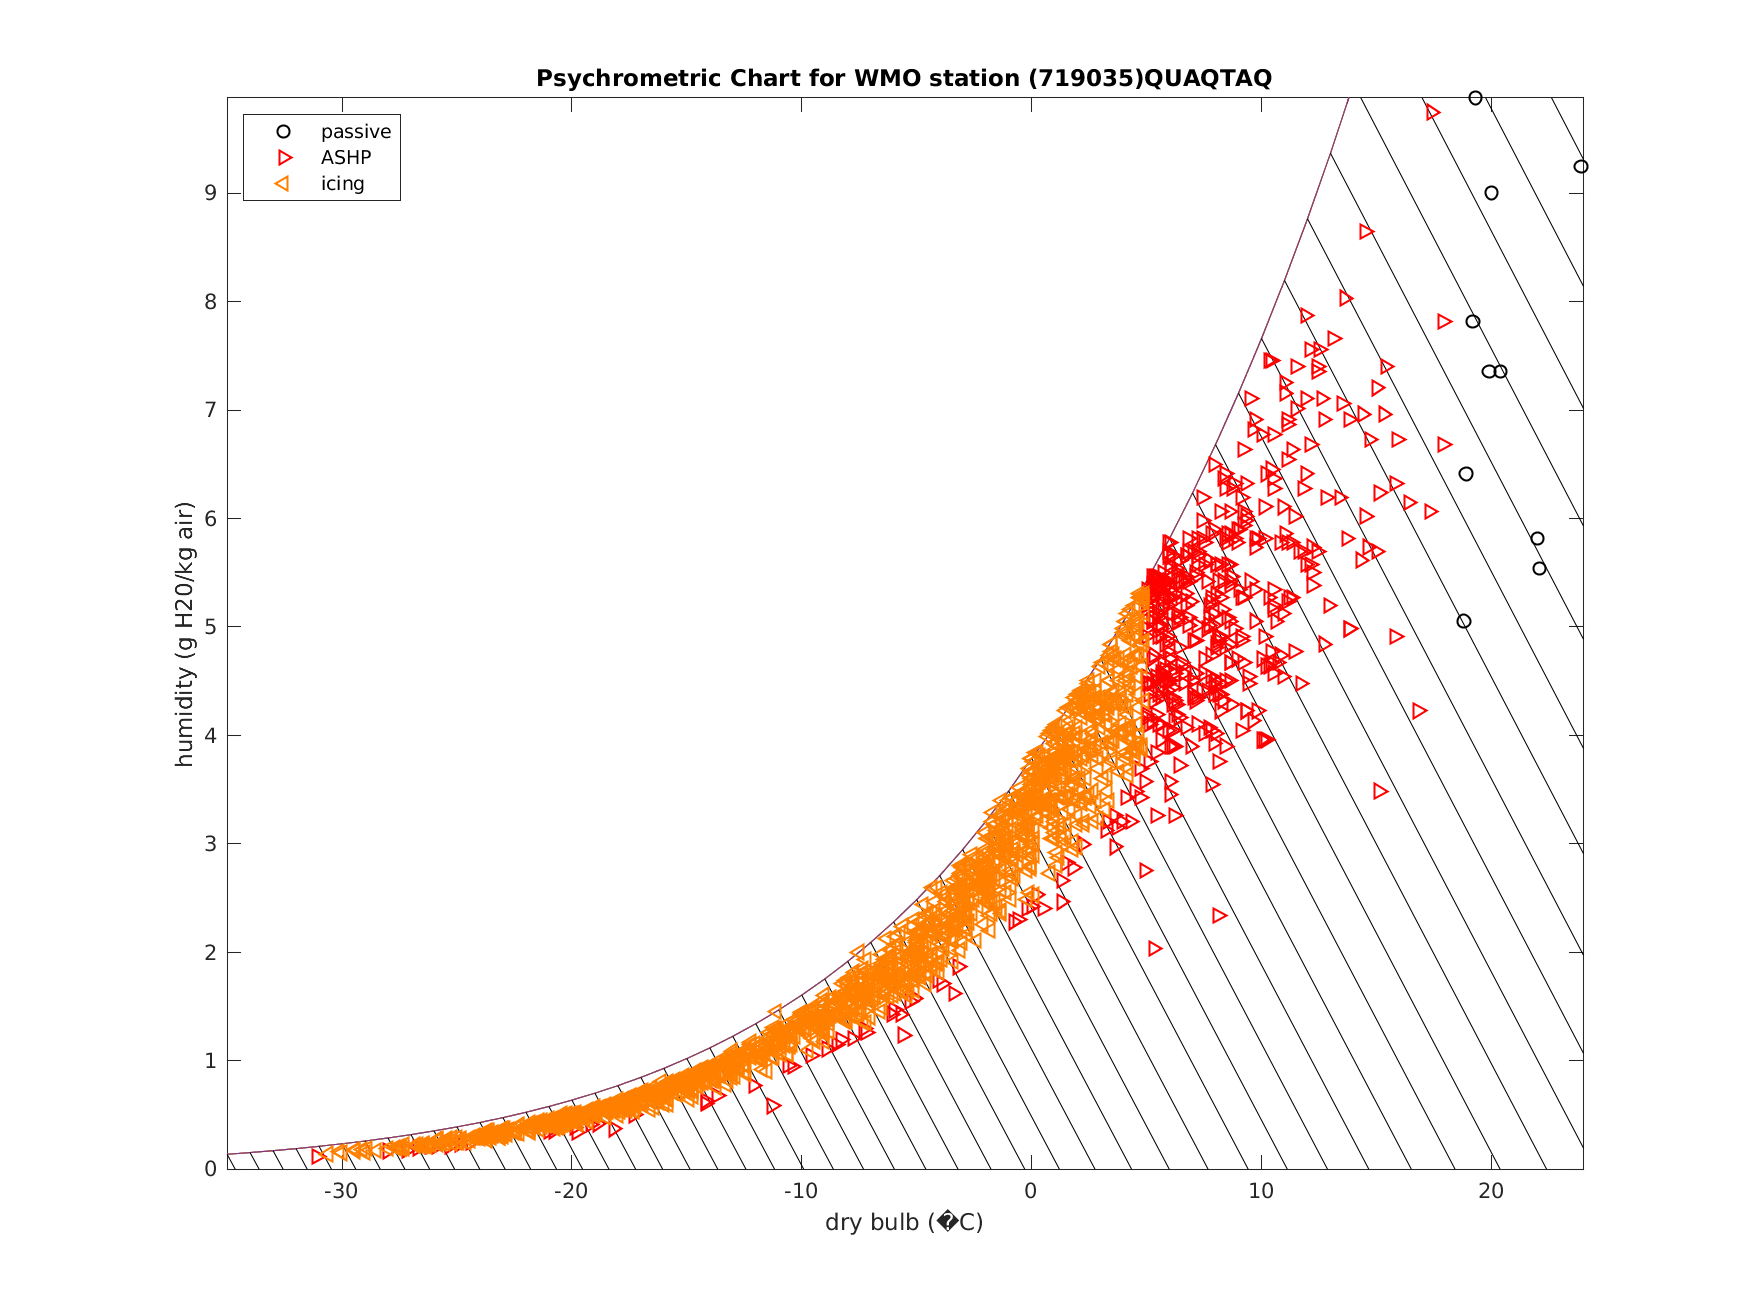 Psychrometric Chart for WMO station (719035)QUAQTAQ
passive
ASHP
icing
9
8
7
6
5
4
3
2
1
0
humidity (g H20/kg air)
-30 -20 -10 0 10 20
dry bulb (�C)